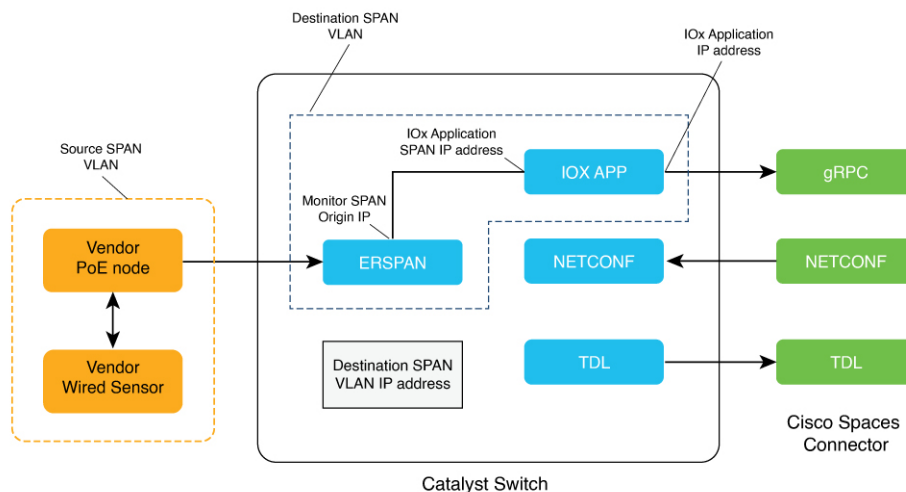 Destination SPAN
VLAN
IOx Application
IP address
Source SPAN
VLAN
IOx Application
SPAN IP address
IOX APP
gRPC
Monitor SPAN
Origin IP
Vendor
PoE node
ERSPAN
NETCONF
NETCONF
Vendor
Wired Sensor
Destination SPAN
VLAN IP address
TDL
TDL
Cisco Spaces
Connector
Catalyst Switch